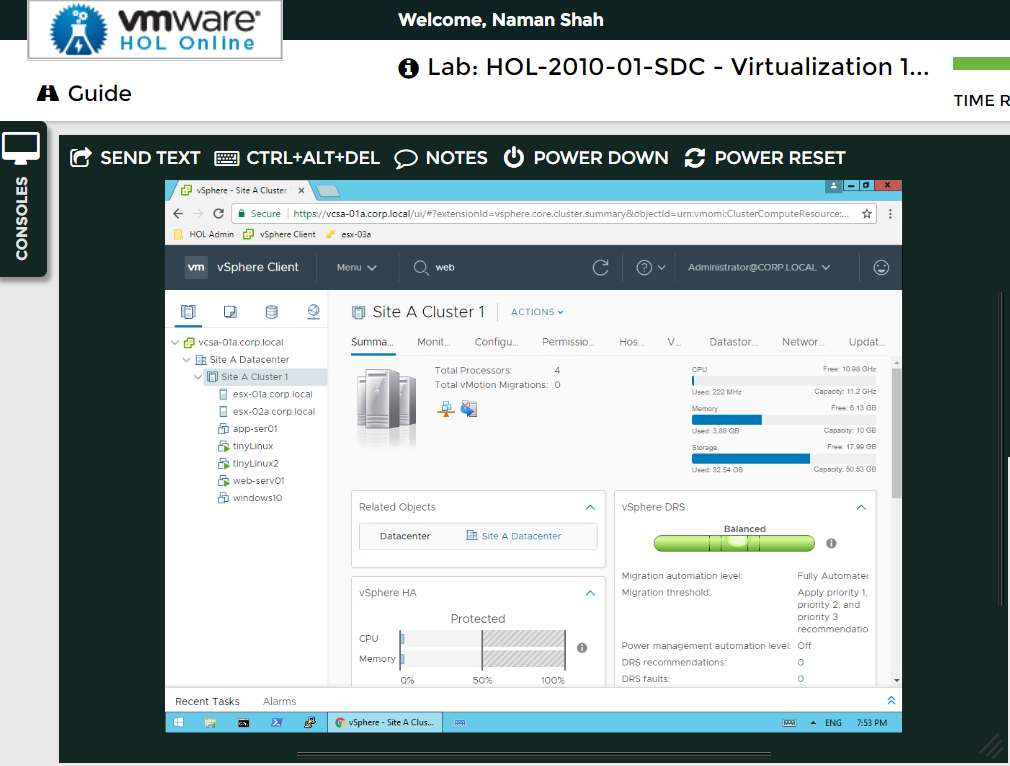 vmware
HOL Online
Welcome, Naman Shah
Lab: HOL-2010-01-SDC - Virtualization 1...
Guide
TIME R
CONSOLES
SEND TEXT CTRL+ALT+DEL NOTES POWER DOWN POWER RESET
vSphere - Site A Cluster
Secure https://vcsa-01a.corp.local/ui/#?extensionId=vsphere.core.cluster.summary&objectId=urn:vmomi:ClusterComputeResource:...
HOL Admin vSphere Client esx-03a
vm vSphere Client Menu web Administrator@CORP.LOCAL
Site A Cluster 1 ACTIONS
vcsa-01a.corp.local
Site A Datacenter
Site A Cluster 1
esx-01a.corp.local
esx-02a.corp.local
app-ser01
tinyLinux
tinyLinux2
web-serv01
windows10
Summa... Monit... Configu... Permissio... Hos... V... Datastor... Networ... Updat...
Total Processors: 4
Total vMotion Migrations: 0
CPU Free: 10.98 GHz
Used: 222 MHz Capacity: 11.2 GHz
Memory Free: 6.13 GB
Used: 3.88 GB Capacity: 10 GB
Storage Free: 17.99 GB
Used: 32.54 GB Capacity: 50.53 GB
Related Objects
Datacenter Site A Datacenter
vSphere HA
Protected
CPU
Memory
0% 50% 100%
vSphere DRS
Balanced
Migration automation level: Fully Automated
Migration threshold: Apply priority 1,
priority 2, and
priority 3
recommendatio
Power management automation level: Off
DRS recommendations: 0
DRS faults: 0
Recent Tasks Alarms
vSphere - Site A Clus... ENG 7:53 PM